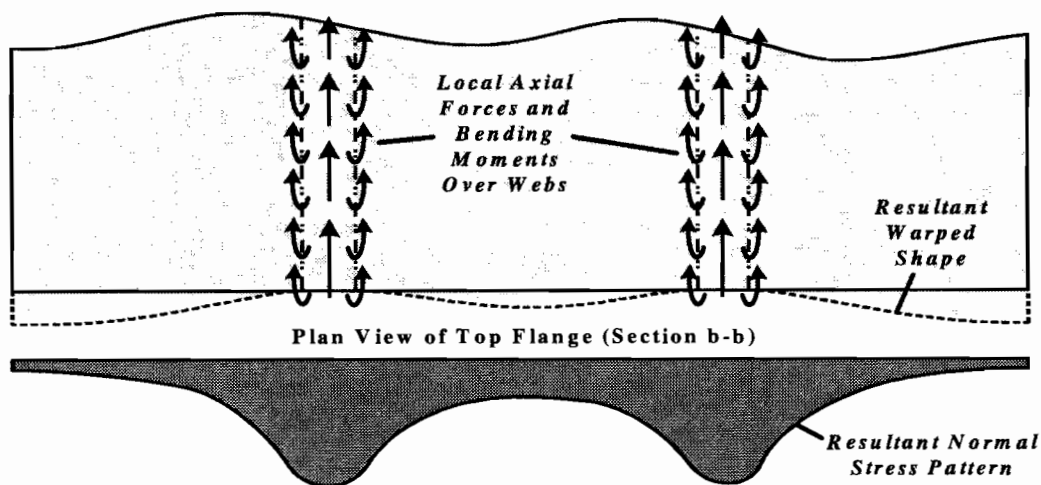 Local Axial
Forces and
Bending
Moments
Over Webs
Resultant
Warped
Shape
Plan View of Top Flange (Section b-b)
Resultant Normal
Stress Pattern